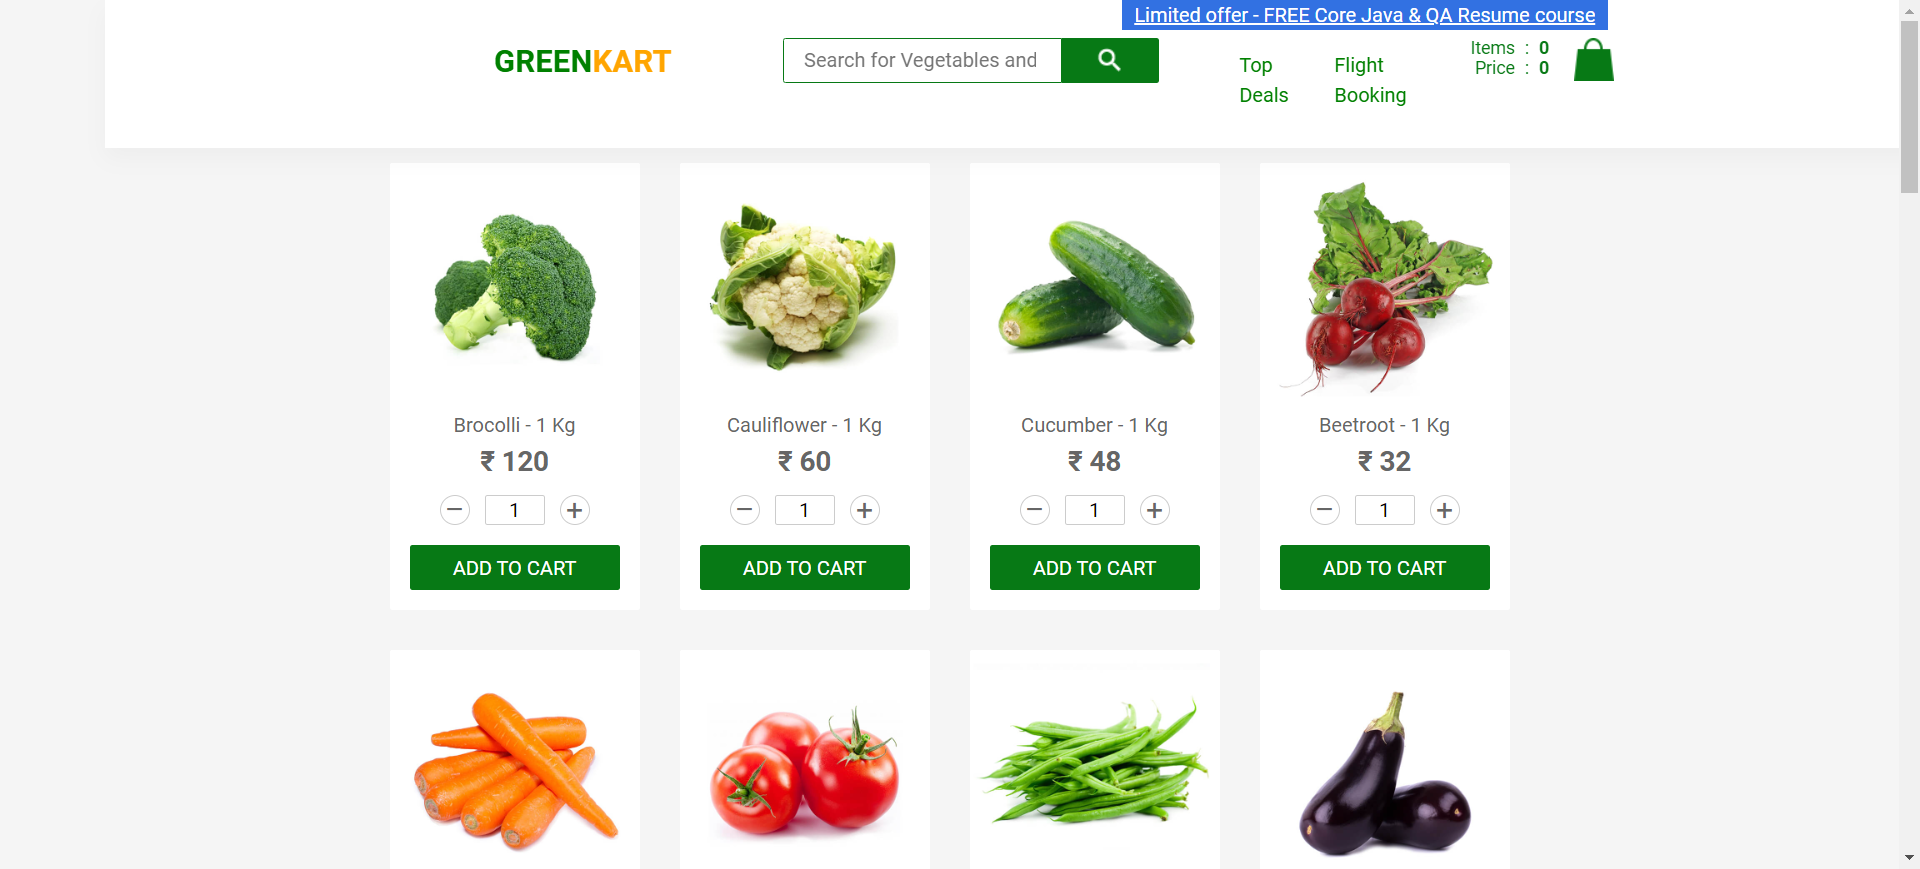 Limited offer - FREE Core Java & QA Resume course
GREENKART
Search for Vegetables and
Top Deals
Flight Booking
Items : 0
Price : 0
Brocolli - 1 Kg
₹ 120
− 1 +
ADD TO CART
Cauliflower - 1 Kg
₹ 60
− 1 +
ADD TO CART
Cucumber - 1 Kg
₹ 48
− 1 +
ADD TO CART
Beetroot - 1 Kg
₹ 32
− 1 +
ADD TO CART